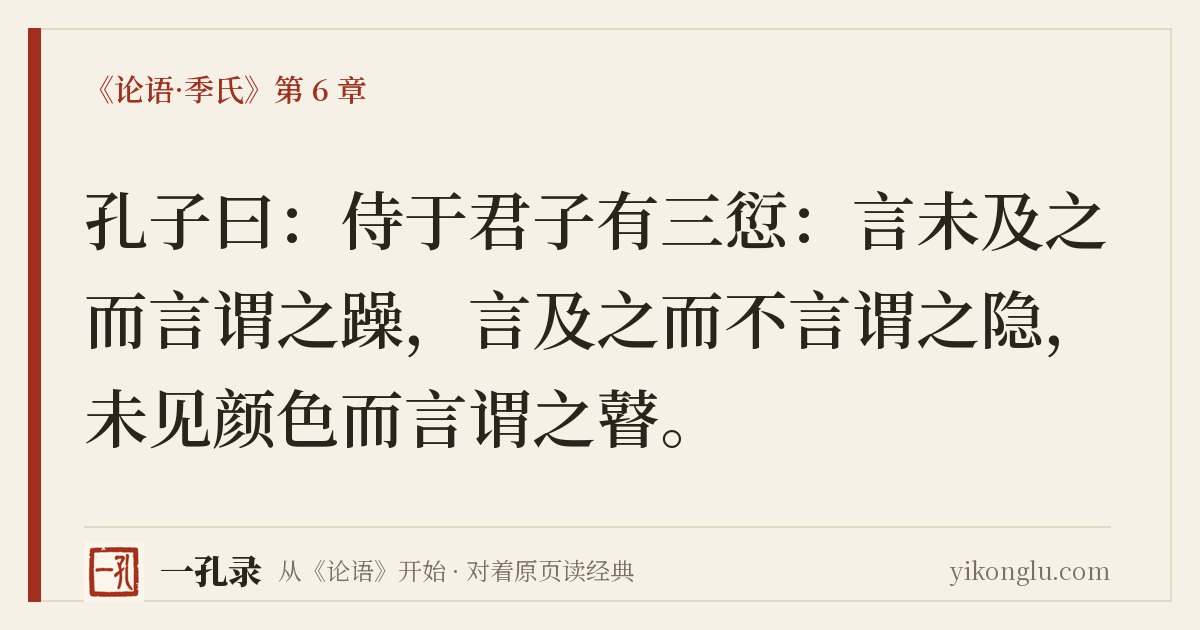 《论语·季氏》第 6 章
孔子曰：侍于君子有三愆：言未及之
而言谓之躁，言及之而不言谓之隐，
未见颜色而言谓之瞽。
一孔
一孔录 从《论语》开始 · 对着原页读经典 yikonglu.com